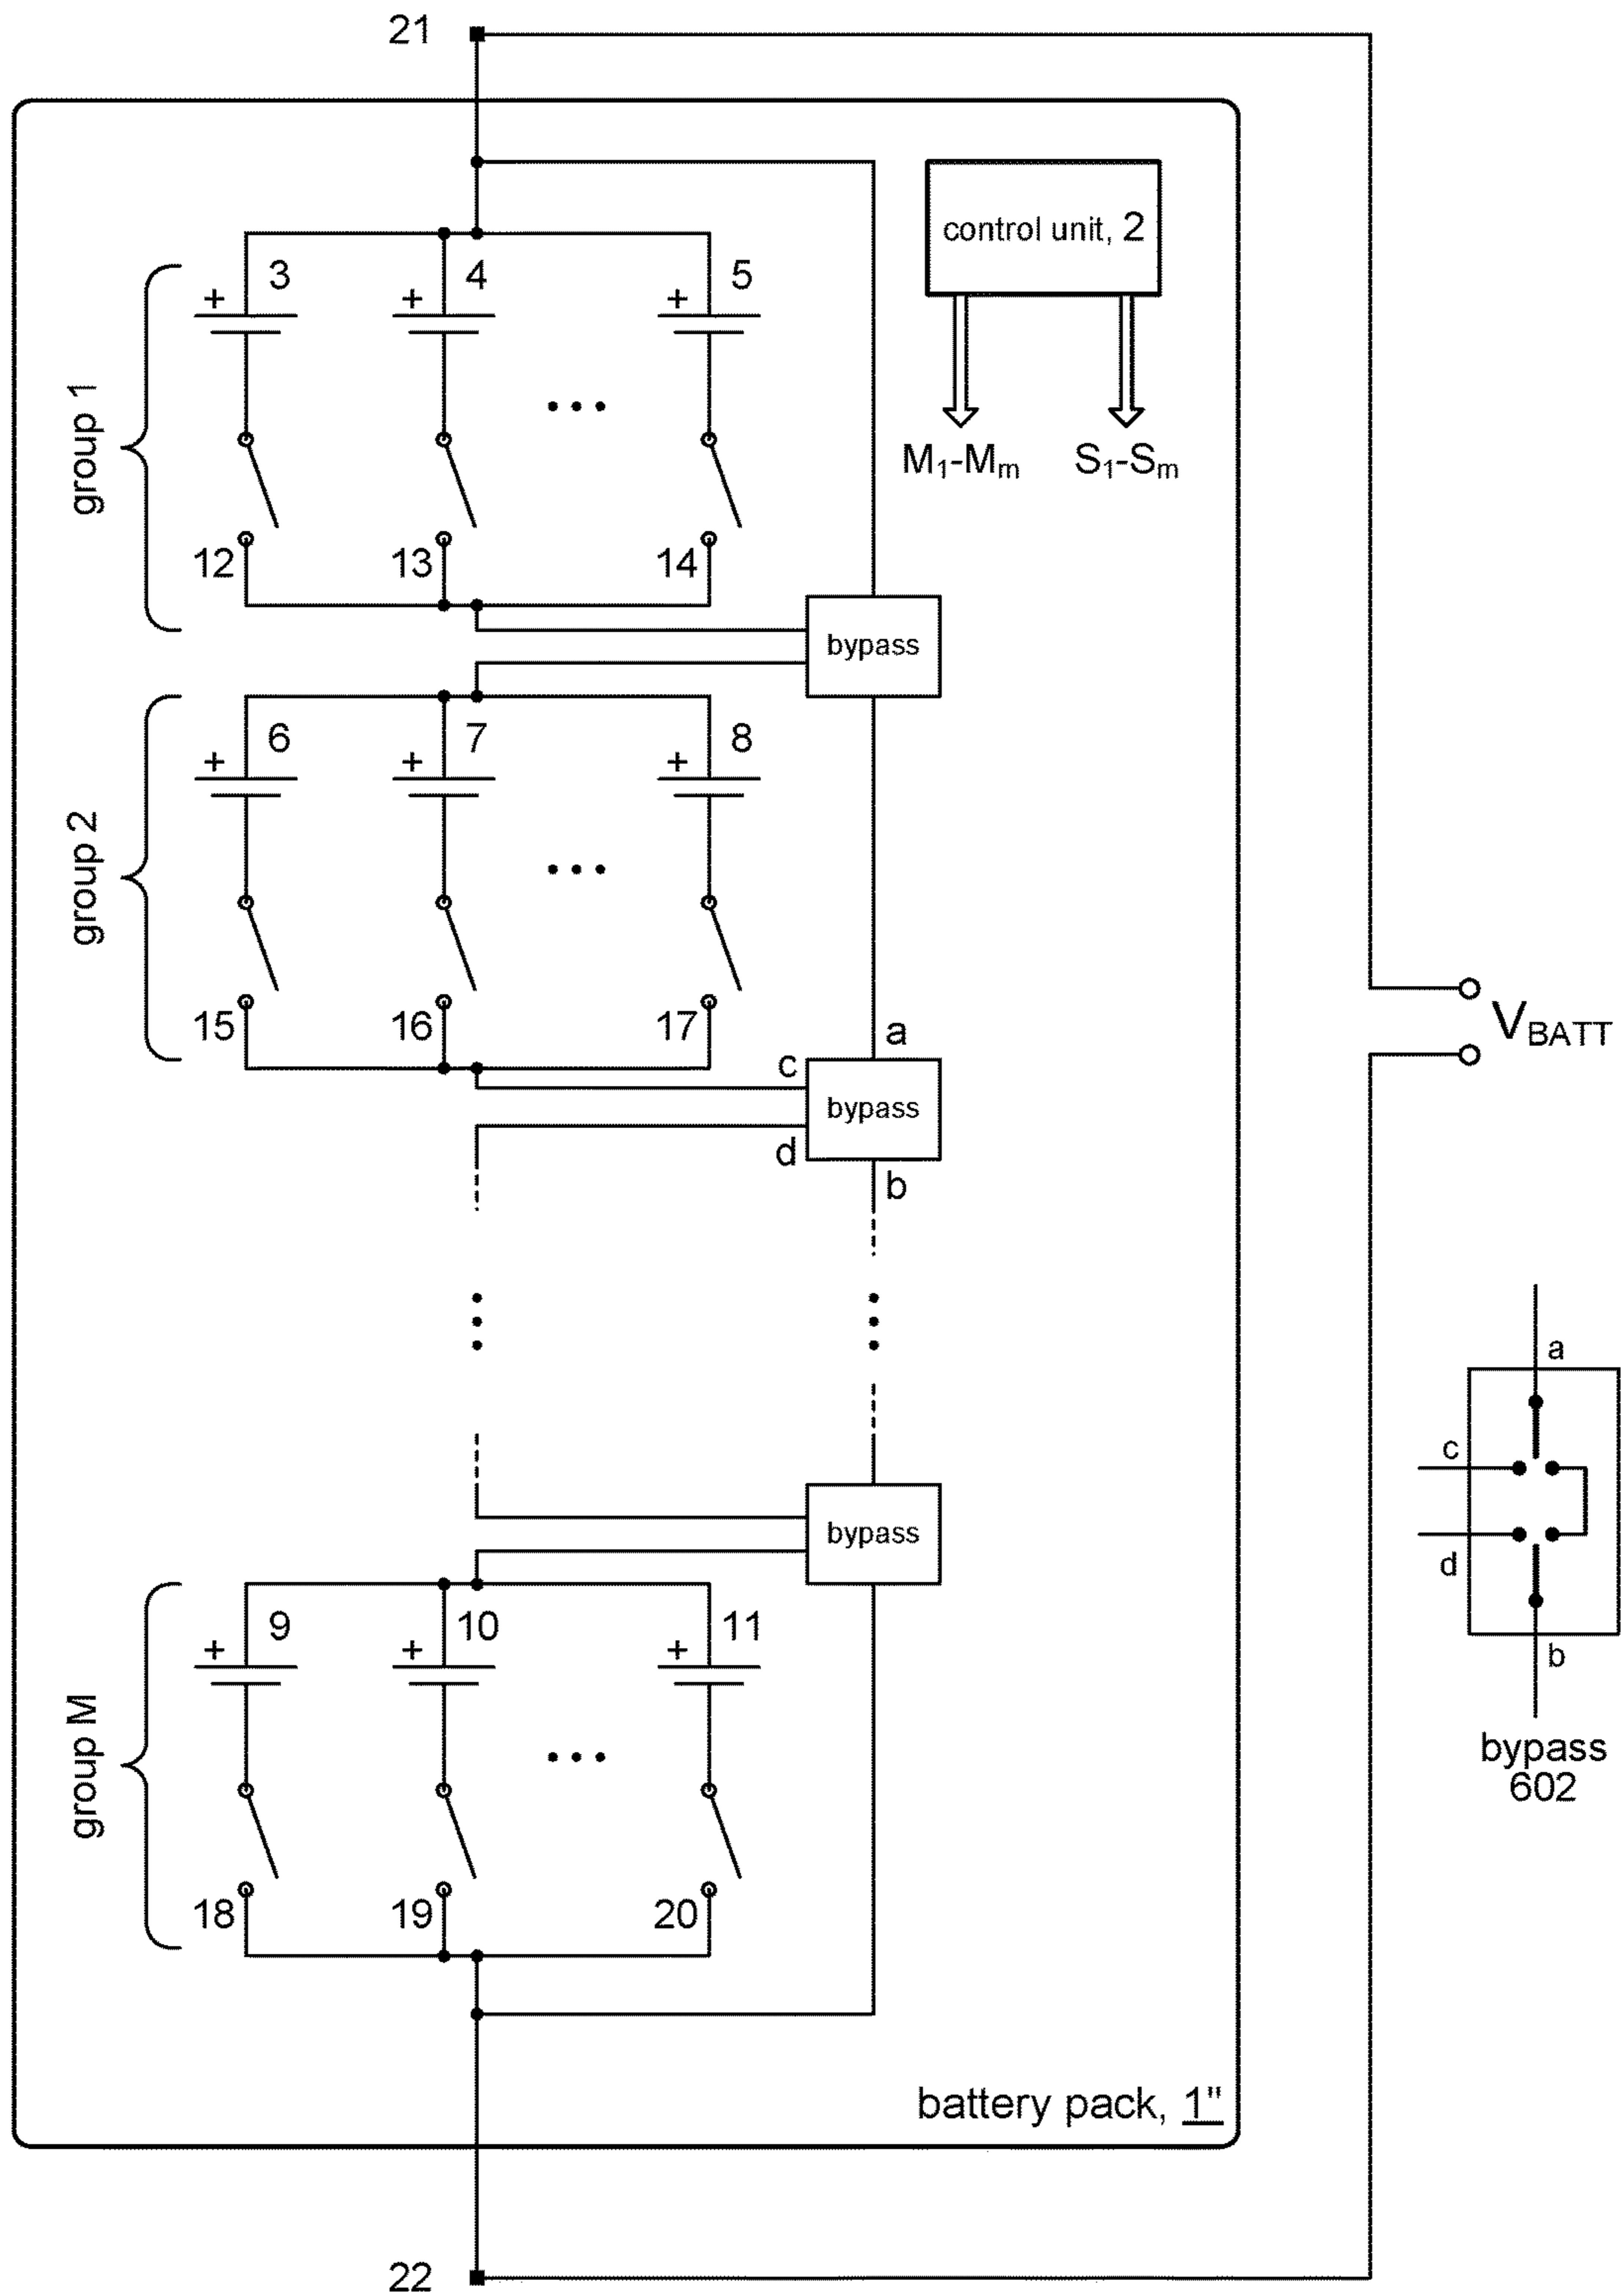 21
control unit, 2
M₁-Mₘ S₁-Sₘ
group 1
+ 3 + 4 + 5
...
12 13 14
bypass
group 2
+ 6 + 7 + 8
...
15 16 17
a
c
bypass
d
b
V_BATT
bypass
group M
+ 9 + 10 + 11
...
18 19 20
a
c
d
b
bypass
602
battery pack, 1"
22